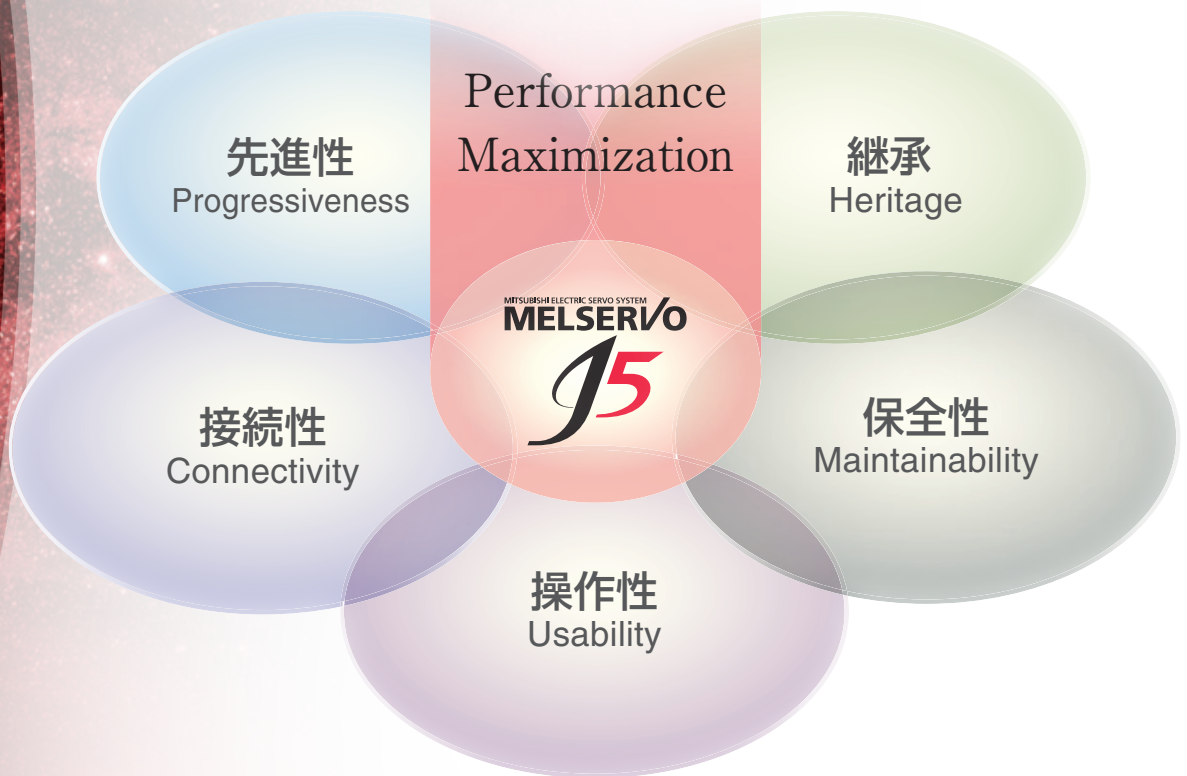 Performance
Maximization
先進性
Progressiveness
継承
Heritage
MITSUBISHI ELECTRIC SERVO SYSTEM
MELSERVO
J5
接続性
Connectivity
保全性
Maintainability
操作性
Usability